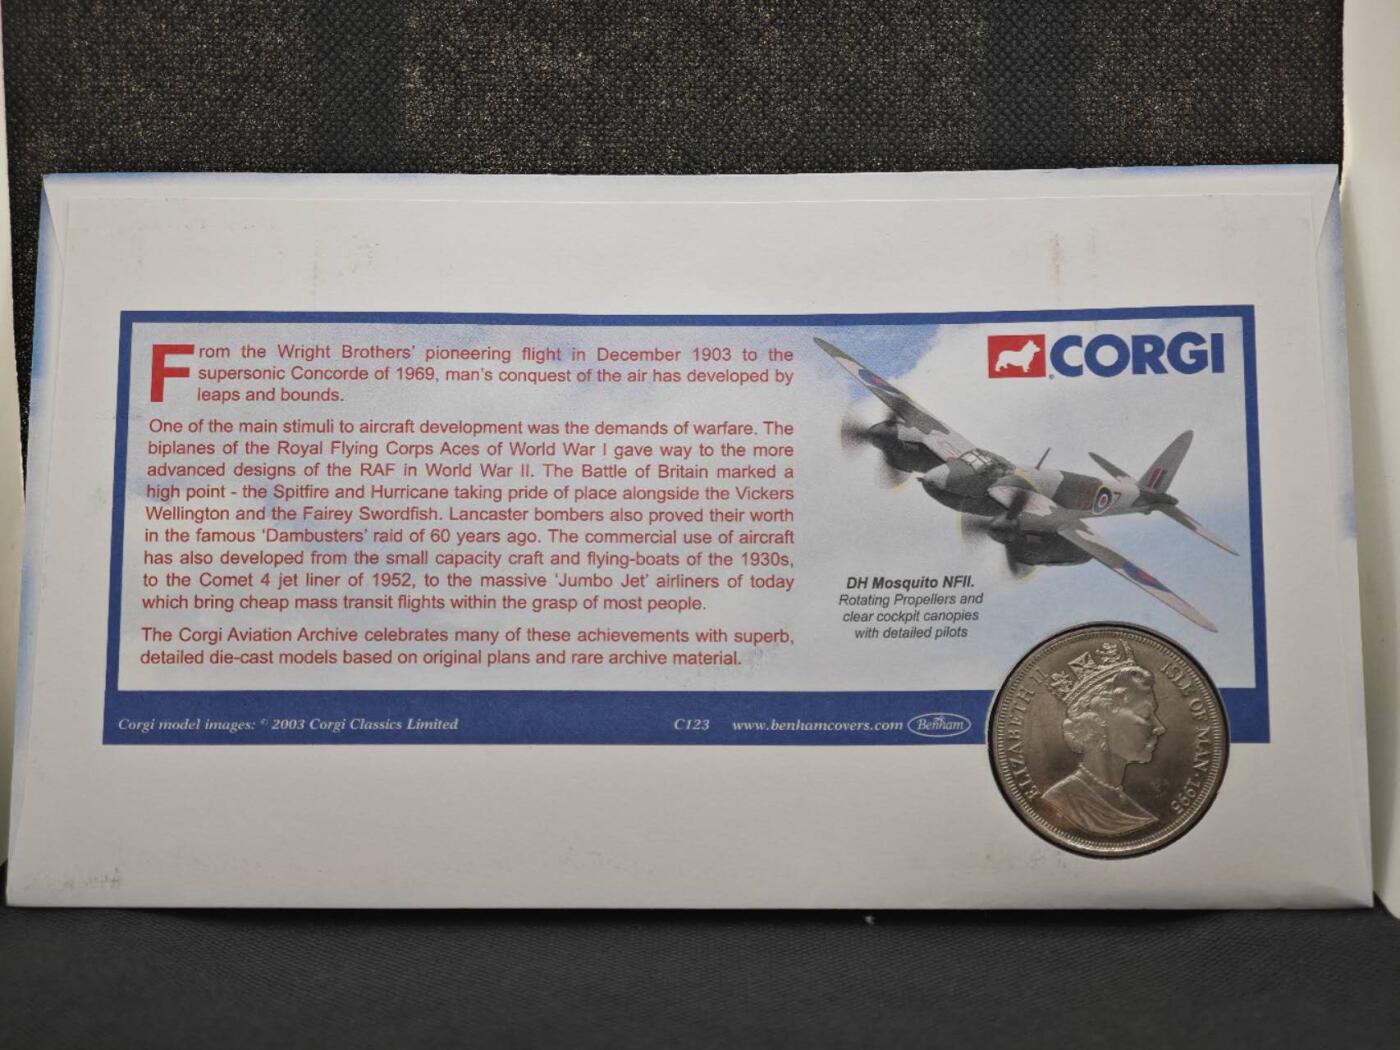 From the Wright Brothers' pioneering flight in December 1903 to the
supersonic Concorde of 1969, man's conquest of the air has developed by
leaps and bounds.
One of the main stimuli to aircraft development was the demands of warfare. The
biplanes of the Royal Flying Corps Aces of World War I gave way to the more
advanced designs of the RAF in World War II. The Battle of Britain marked a
high point - the Spitfire and Hurricane taking pride of place alongside the Vickers
Wellington and the Fairey Swordfish. Lancaster bombers also proved their worth
in the famous 'Dambusters' raid of 60 years ago. The commercial use of aircraft
has also developed from the small capacity craft and flying-boats of the 1930s,
to the Comet 4 jet liner of 1952, to the massive 'Jumbo Jet' airliners of today
which bring cheap mass transit flights within the grasp of most people.
The Corgi Aviation Archive celebrates many of these achievements with superb,
detailed die-cast models based on original plans and rare archive material.
CORGI
DH Mosquito NFII.
Rotating Propellers and
clear cockpit canopies
with detailed pilots
Corgi model images: © 2003 Corgi Classics Limited
C123 www.benhamcovers.com Benham
ELIZABETH II ISLE OF MAN · 1995